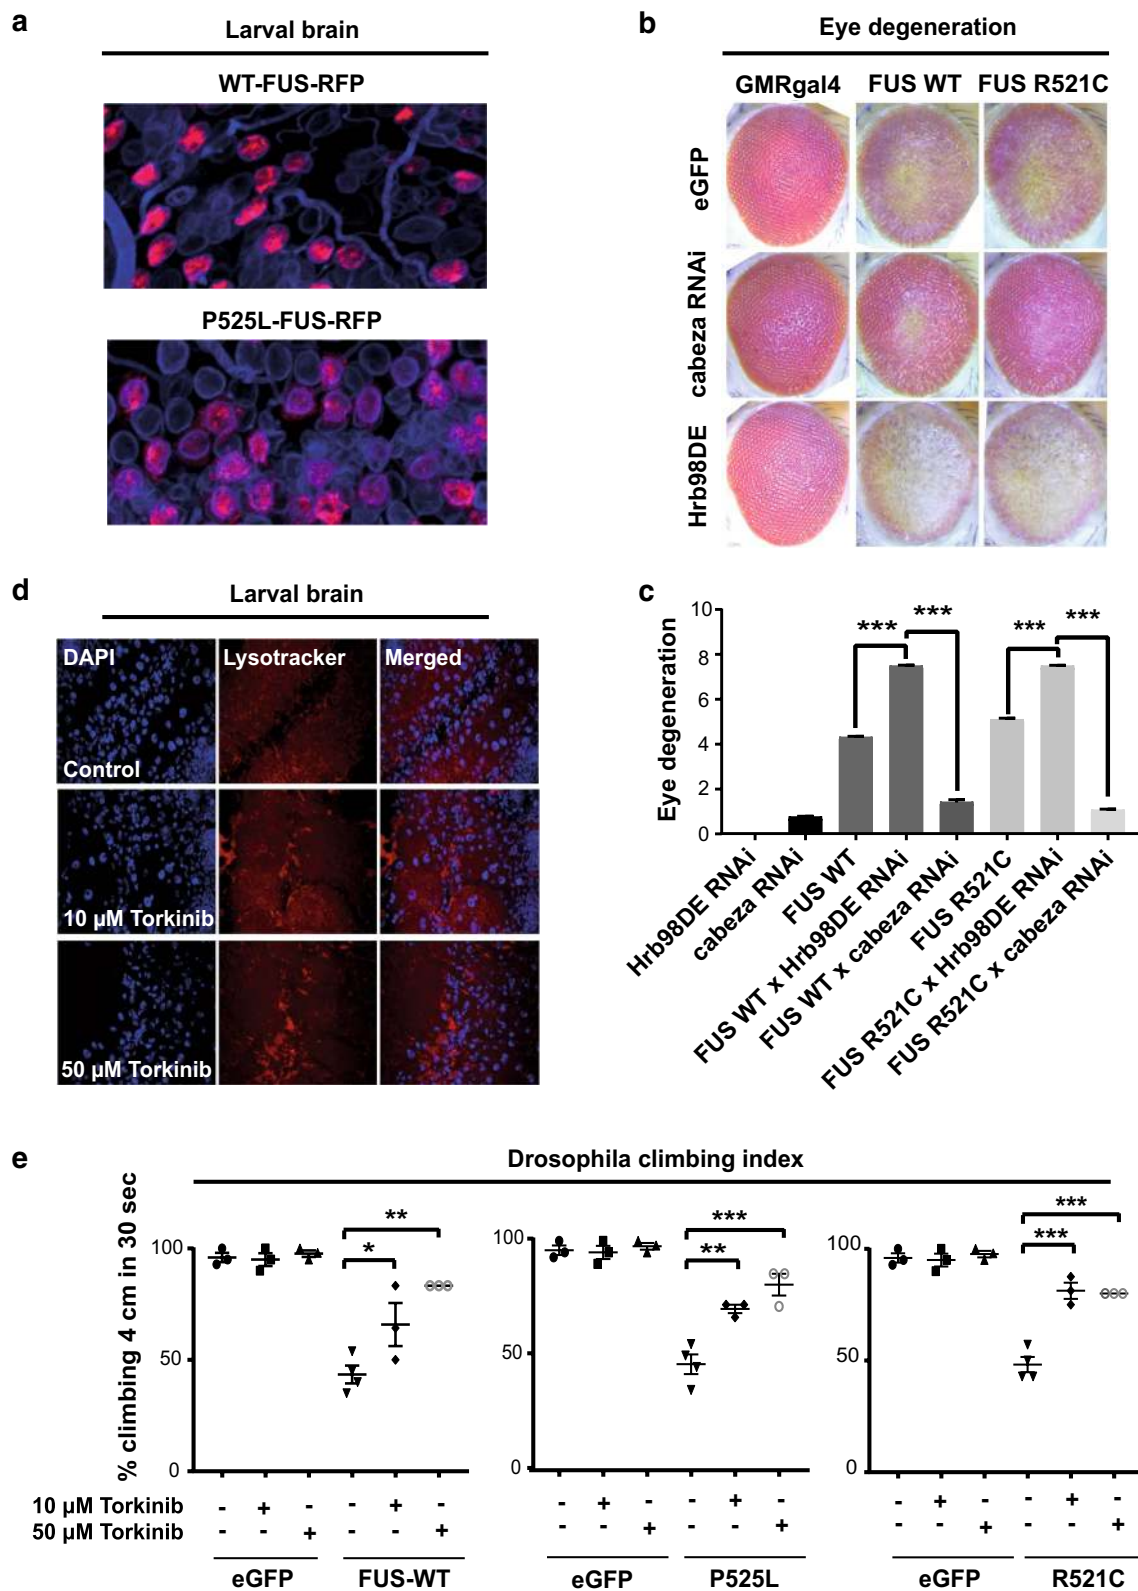 a
Larval brain
WT-FUS-RFP
P525L-FUS-RFP
b
Eye degeneration
GMRgal4 FUS WT FUS R521C
eGFP
cabeza RNAi
Hrb98DE
d
Larval brain
DAPI Lysotracker Merged
Control
10 µM Torkinib
50 µM Torkinib
c
Eye degeneration
10
8
6
4
2
0
*** *** *** ***
Hrb98DE RNAi
cabeza RNAi
FUS WT
FUS WT x Hrb98DE RNAi
FUS WT x cabeza RNAi
FUS R521C
FUS R521C x Hrb98DE RNAi
FUS R521C x cabeza RNAi
e
Drosophila climbing index
% climbing 4 cm in 30 sec
100
50
0
**
*
100
50
0
***
**
100
50
0
***
***
10 µM Torkinib - + - - + - - + - - + - - + - - + -
50 µM Torkinib - - + - - + - - + - - + - - + - - +
eGFP FUS-WT eGFP P525L eGFP R521C